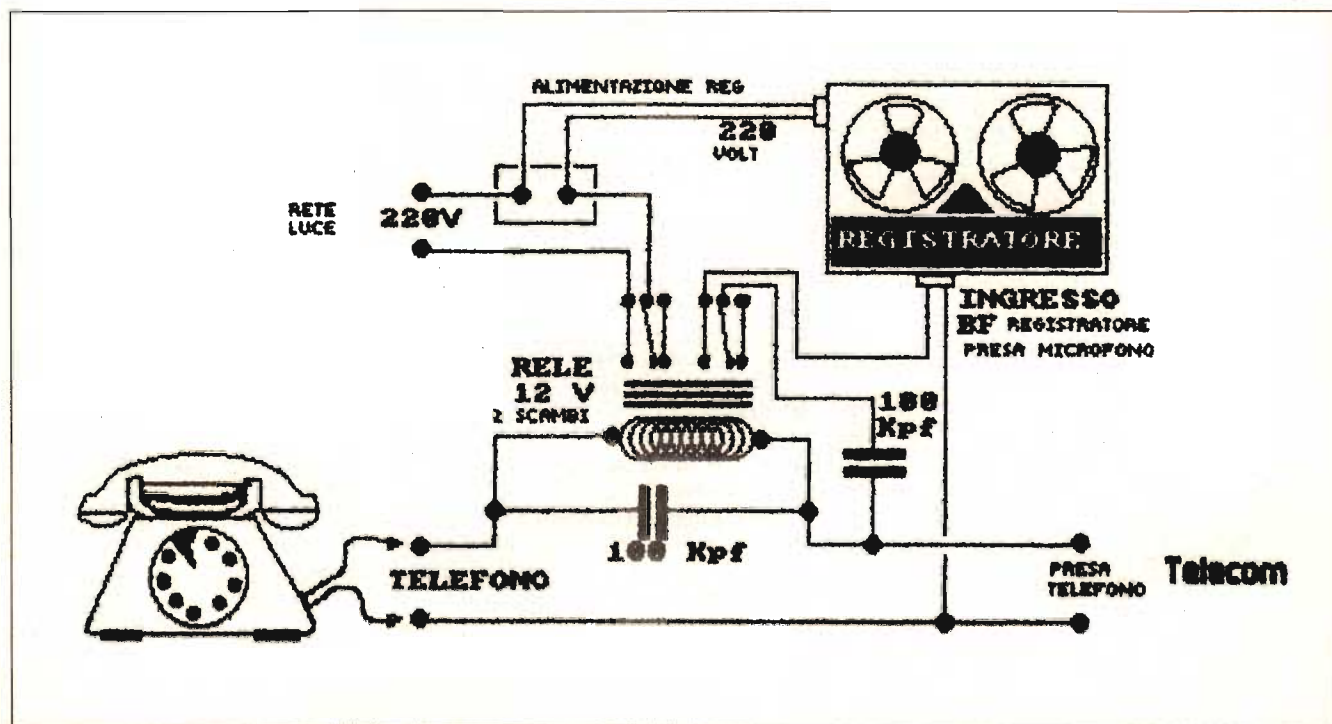 ALIMENTAZIONE REG
220
VOLT
RETE
LUCE
220V
REGISTRATORE
INGRESSO
BF REGISTRATORE
PRESA MICROFONO
RELE
12 V
2 SCAMBI
100
Kpf
100 Kpf
TELEFONO
PRESA
TELEFONO
Telecom